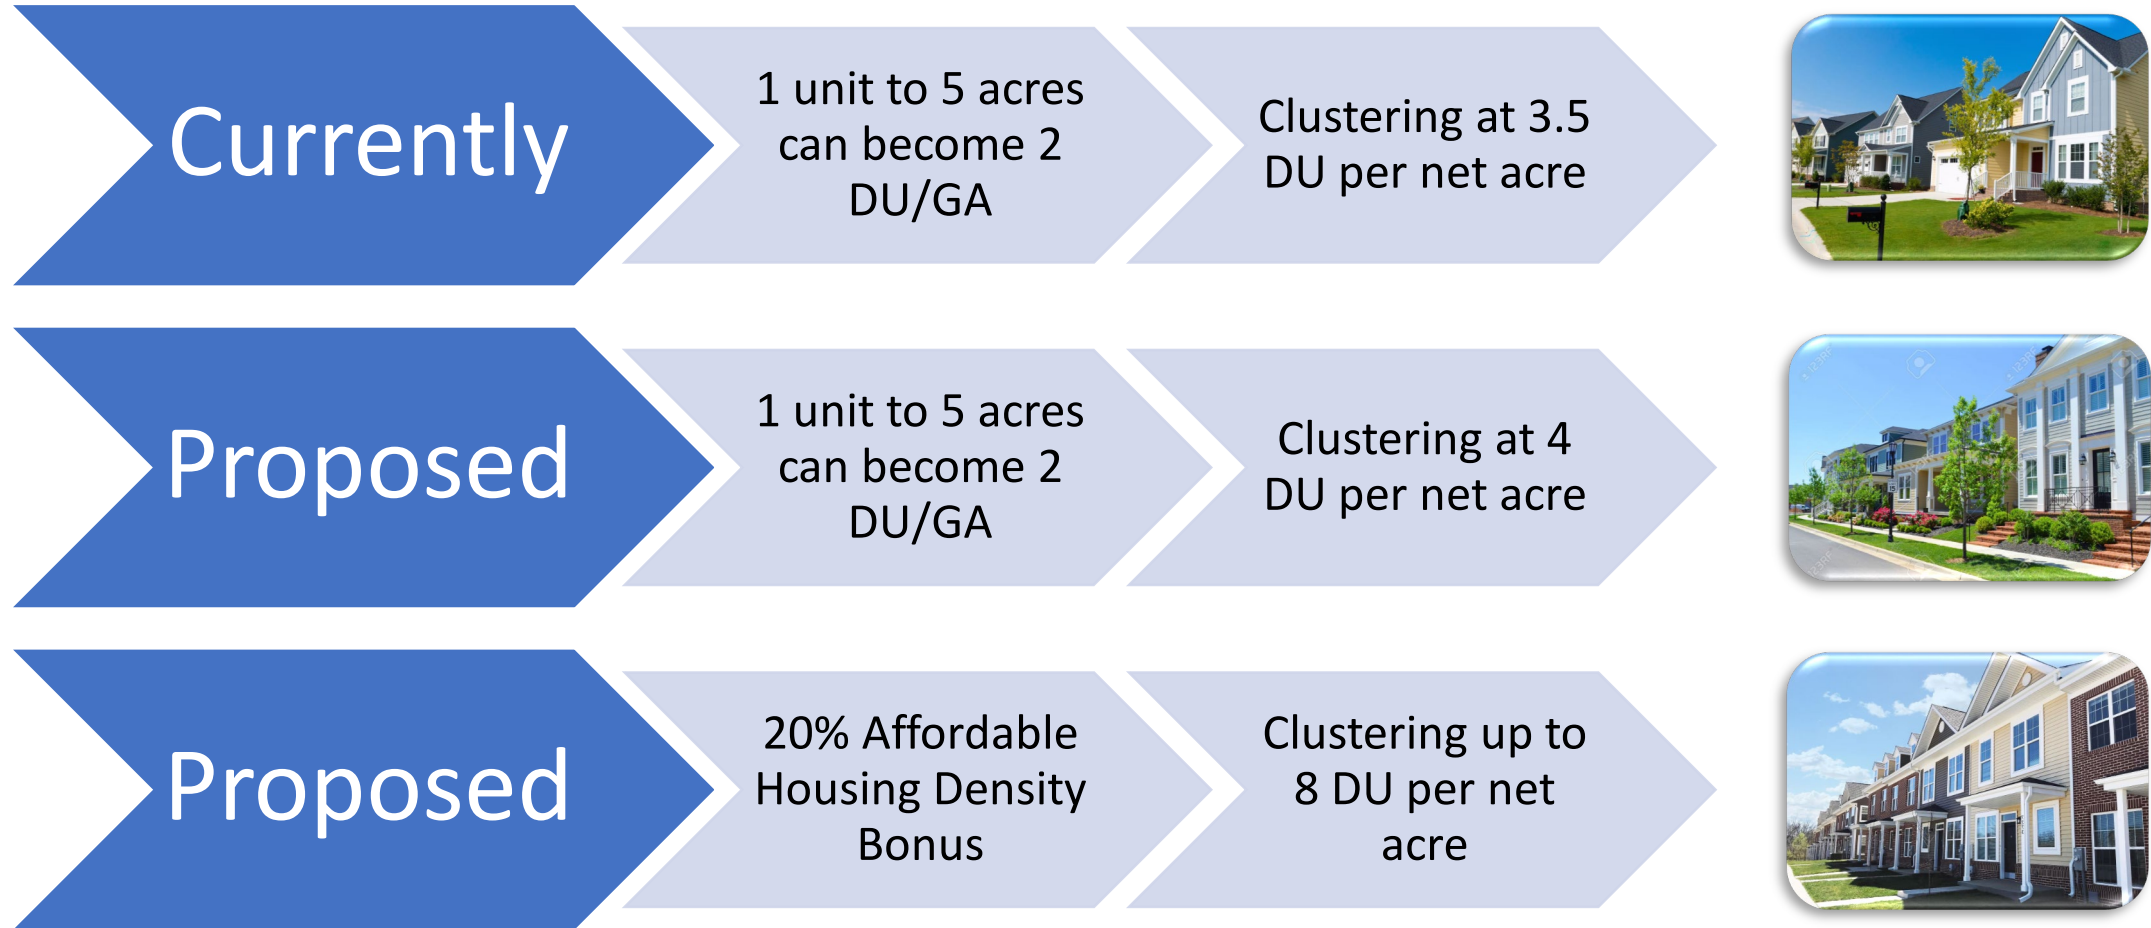 Currently
1 unit to 5 acres
can become 2
DU/GA
Clustering at 3.5
DU per net acre
Proposed
1 unit to 5 acres
can become 2
DU/GA
Clustering at 4
DU per net acre
Proposed
20% Affordable
Housing Density
Bonus
Clustering up to
8 DU per net
acre